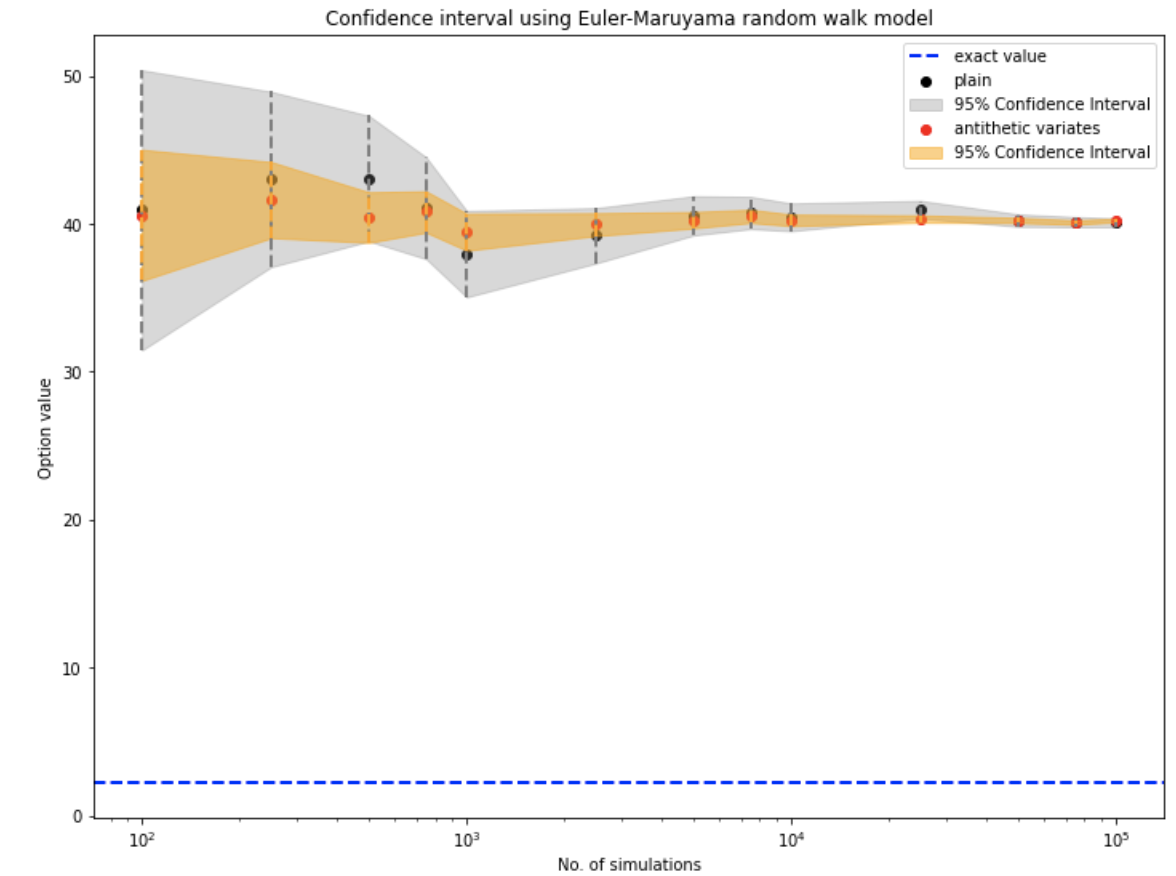 Confidence interval using Euler-Maruyama random walk model
exact value
plain
95% Confidence Interval
antithetic variates
95% Confidence Interval
50
40
30
20
10
0
Option value
10²
10³
10⁴
10⁵
No. of simulations